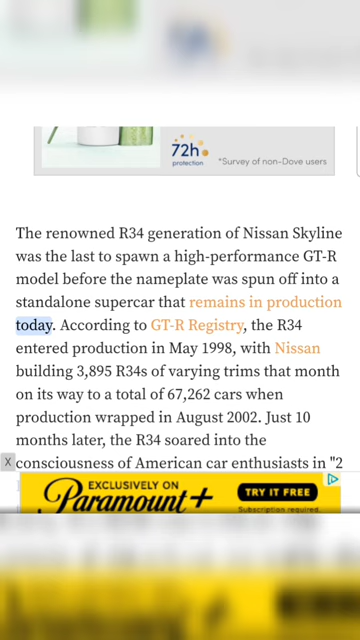 72h
protection
*Survey of non-Dove users
The renowned R34 generation of Nissan Skyline
was the last to spawn a high-performance GT-R
model before the nameplate was spun off into a
standalone supercar that remains in production
today. According to GT-R Registry, the R34
entered production in May 1998, with Nissan
building 3,895 R34s of varying trims that month
on its way to a total of 67,262 cars when
production wrapped in August 2002. Just 10
months later, the R34 soared into the
X consciousness of American car enthusiasts in "2
EXCLUSIVELY ON
Paramount+
TRY IT FREE
Subscription required.